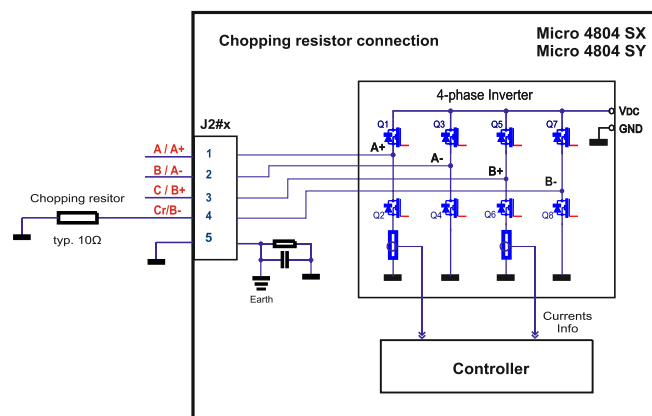 Chopping resistor connection
Micro 4804 SX
Micro 4804 SY
4-phase Inverter
VDC
GND
Q1
Q3
Q5
Q7
A+
A-
B+
B-
Q2
Q4
Q6
Q8
J2#x
A / A+
1
B / A-
2
C / B+
3
Cr/B-
4
5
Chopping resitor
typ. 10Ω
Earth
Currents
Info
Controller